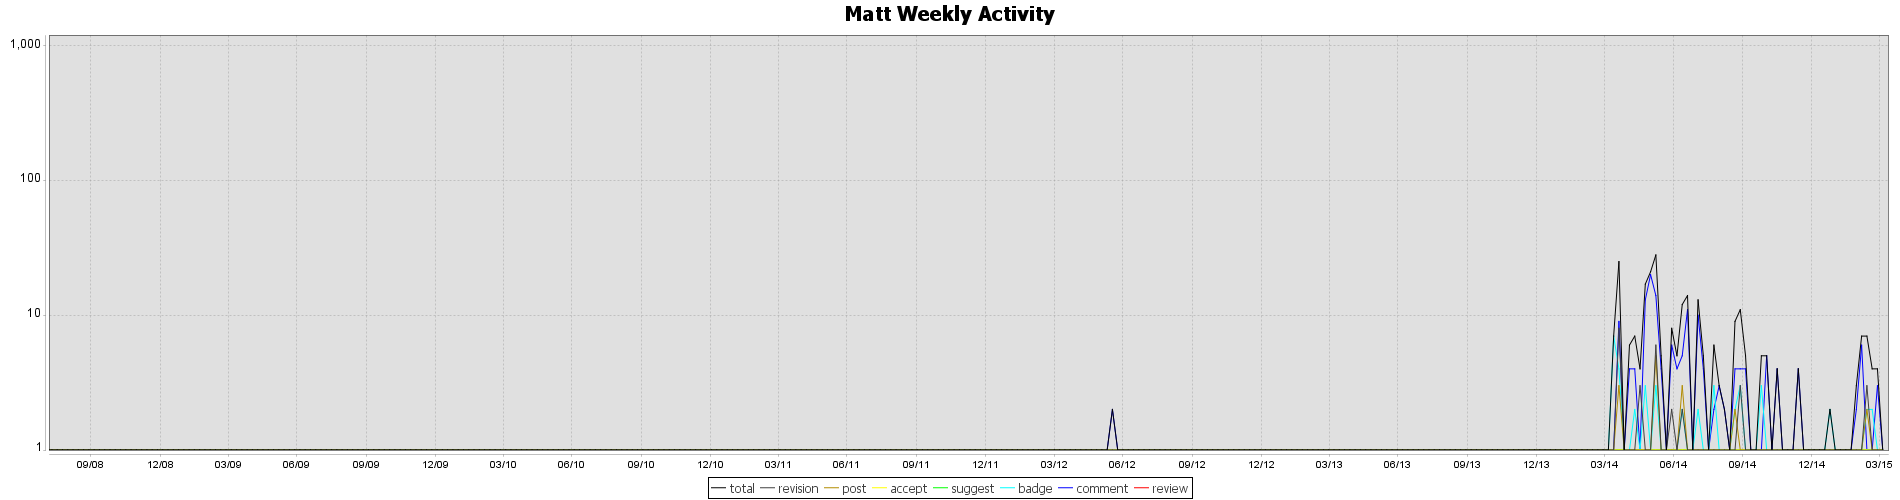 Matt Weekly Activity
1,000
100
10
1
09/08 12/08 03/09 06/09 09/09 12/09 03/10 06/10 09/10 12/10 03/11 06/11 09/11 12/11 03/12 06/12 09/12 12/12 03/13 06/13 09/13 12/13 03/14 06/14 09/14 12/14 03/15
total revision post accept suggest badge comment review